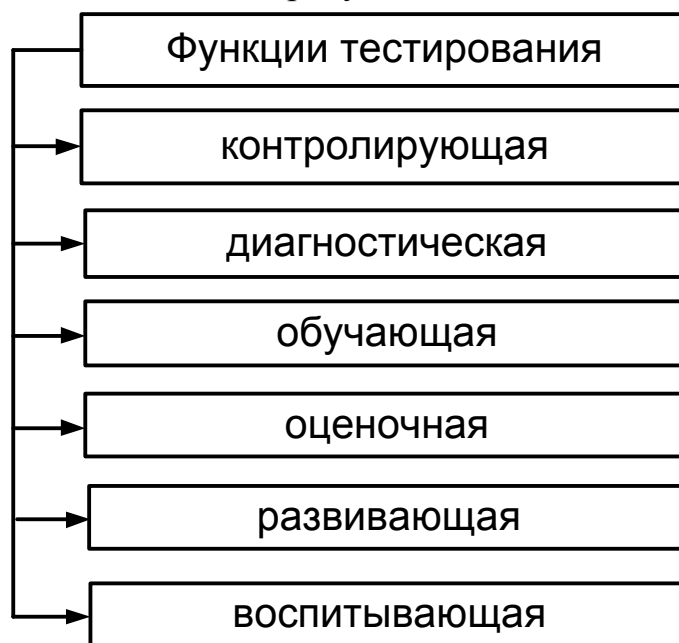 Функции тестирования
контролирующая
диагностическая
обучающая
оценочная
развивающая
воспитывающая